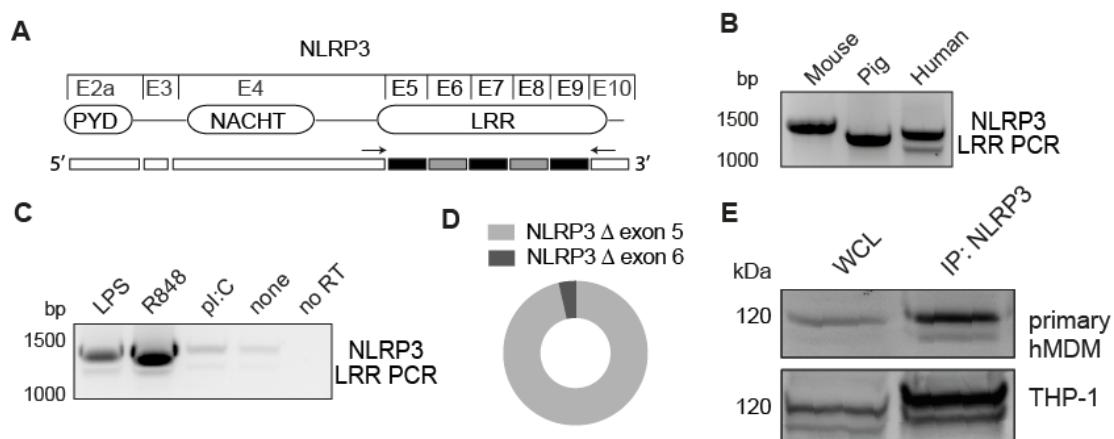 A
NLRP3
E2a E3 E4 E5 E6 E7 E8 E9 E10
PYD NACHT LRR
5′ 3′
B
Mouse Pig Human
bp
1500
1000
NLRP3
LRR PCR
C
LPS R848 pI:C none no RT
bp
1500
1000
NLRP3
LRR PCR
D
NLRP3 Δ exon 5
NLRP3 Δ exon 6
E
WCL IP: NLRP3
kDa
120
primary
hMDM
120
THP-1